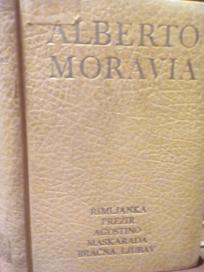 ALBERTO
MORAVIA
RIMLJANKA
PREZIR
AGOSTINO
MASKARADA
BRAČNA LJUBAV